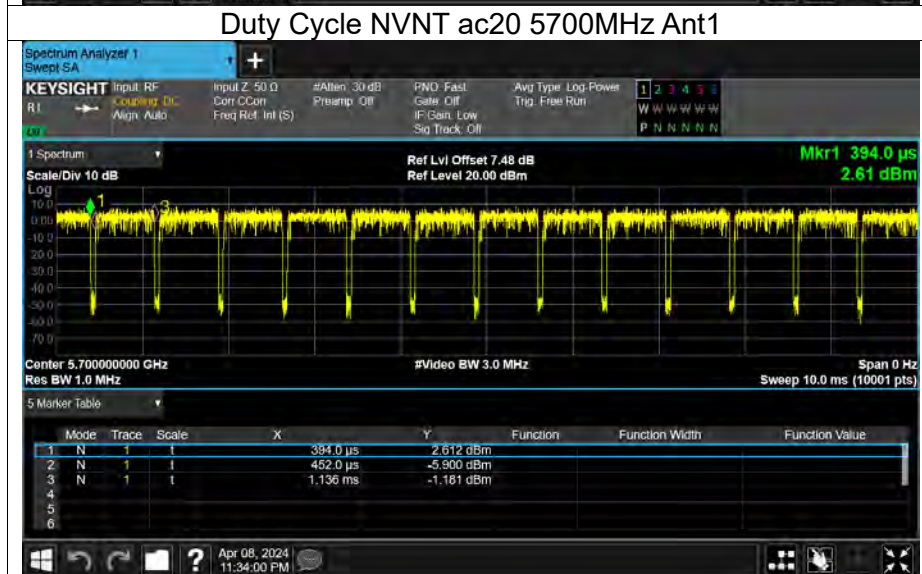 Duty Cycle NVNT ac20 5700MHz Ant1
Spectrum Analyzer 1
Swept SA
+
KEYSIGHT
Input: RF
Coupling: DC
Align: Auto
Input Z: 50 Ω
Corr CCorr
Freq Ref: Int (S)
#Atten: 30 dB
Preamp: Off
PNO: Fast
Gate: Off
IF Gain: Low
Sig Track: Off
Avg Type: Log-Power
Trig: Free Run
1 2 3 4 5 6
W W W W W W
P N N N N N
1 Spectrum
Scale/Div 10 dB
Ref Lvl Offset 7.48 dB
Ref Level 20.00 dBm
Mkr1 394.0 µs
2.61 dBm
Log
10.0
0.00
-10.0
-20.0
-30.0
-40.0
-50.0
-60.0
-70.0
1
3
Center 5.700000000 GHz
Res BW 1.0 MHz
#Video BW 3.0 MHz
Span 0 Hz
Sweep 10.0 ms (10001 pts)
5 Marker Table
Mode Trace Scale X Y Function Function Width Function Value
1 N 1 t 394.0 µs 2.612 dBm
2 N 1 t 452.0 µs -5.900 dBm
3 N 1 t 1.136 ms -1.181 dBm
4
5
6
?
Apr 08, 2024
11:34:00 PM